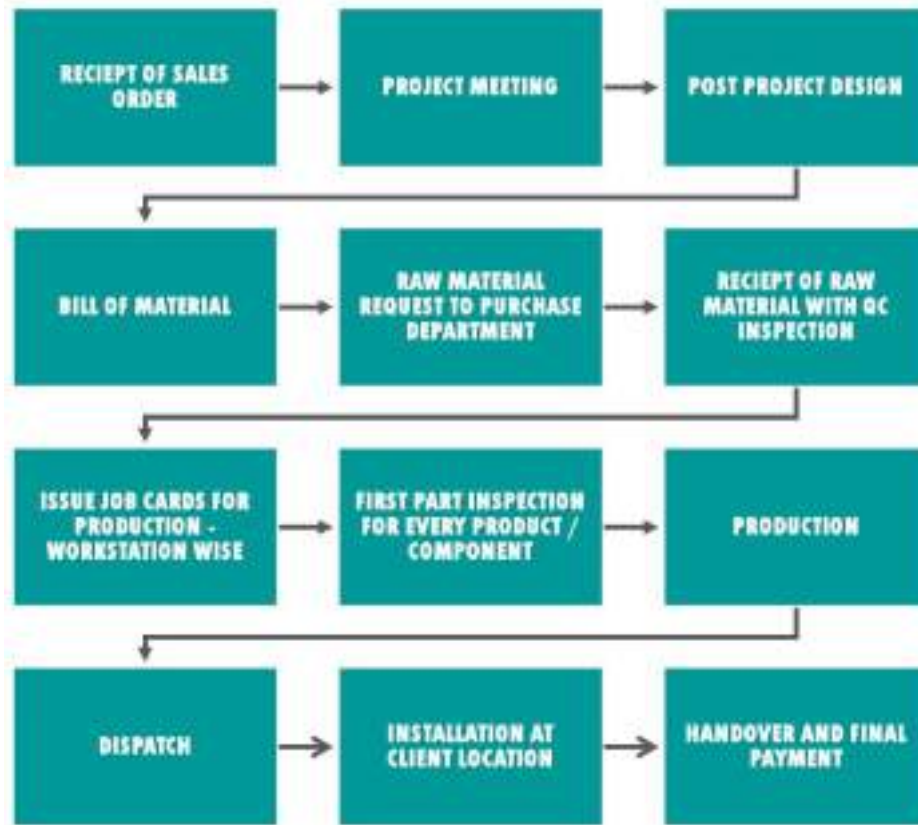 RECIEPT OF SALES
ORDER
PROJECT MEETING
POST PROJECT DESIGN
BILL OF MATERIAL
RAW MATERIAL
REQUEST TO PURCHASE
DEPARTMENT
RECIEPT OF RAW
MATERIAL WITH QC
INSPECTION
ISSUE JOB CARDS FOR
PRODUCTION -
WORKSTATION WISE
FIRST PART INSPECTION
FOR EVERY PRODUCT /
COMPONENT
PRODUCTION
DISPATCH
INSTALLATION AT
CLIENT LOCATION
HANDOVER AND FINAL
PAYMENT